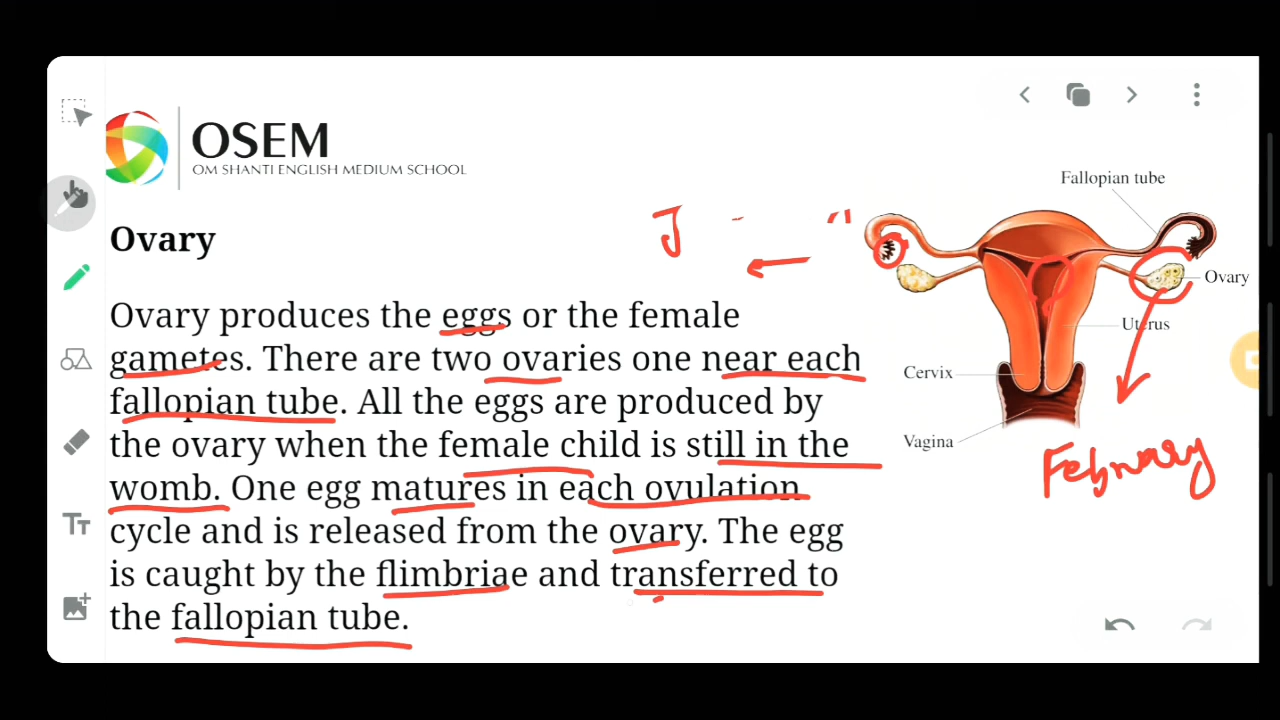 OSEM
OM SHANTI ENGLISH MEDIUM SCHOOL
Ovary
Ovary produces the eggs or the female
gametes. There are two ovaries one near each
fallopian tube. All the eggs are produced by
the ovary when the female child is still in the
womb. One egg matures in each ovulation
cycle and is released from the ovary. The egg
is caught by the flimbriae and transferred to
the fallopian tube.
J
Fallopian tube
Ovary
Uterus
Cervix
Vagina
February
Tт